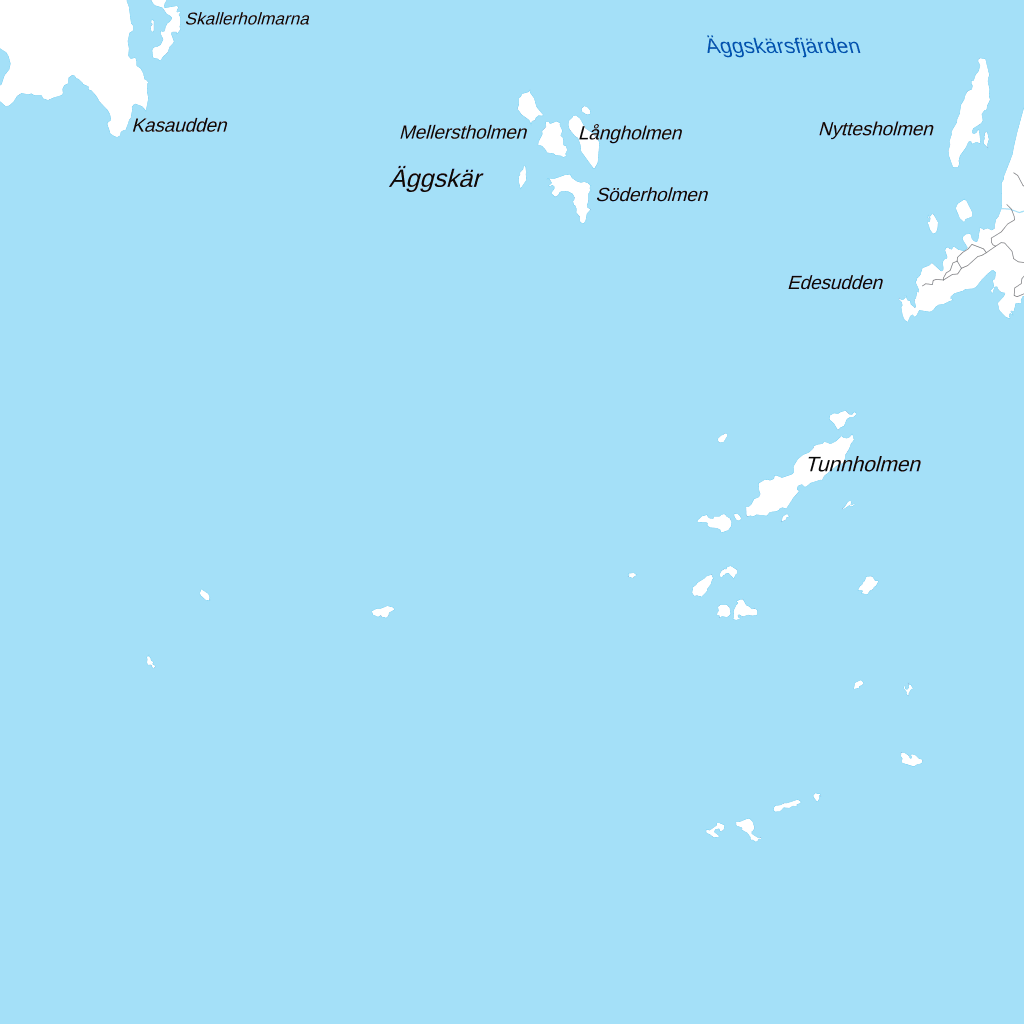 Skallerholmarna
Äggskärsfjärden
Kasaudden
Mellerstholmen
Långholmen
Nyttesholmen
Äggskär
Söderholmen
Edesudden
Tunnholmen